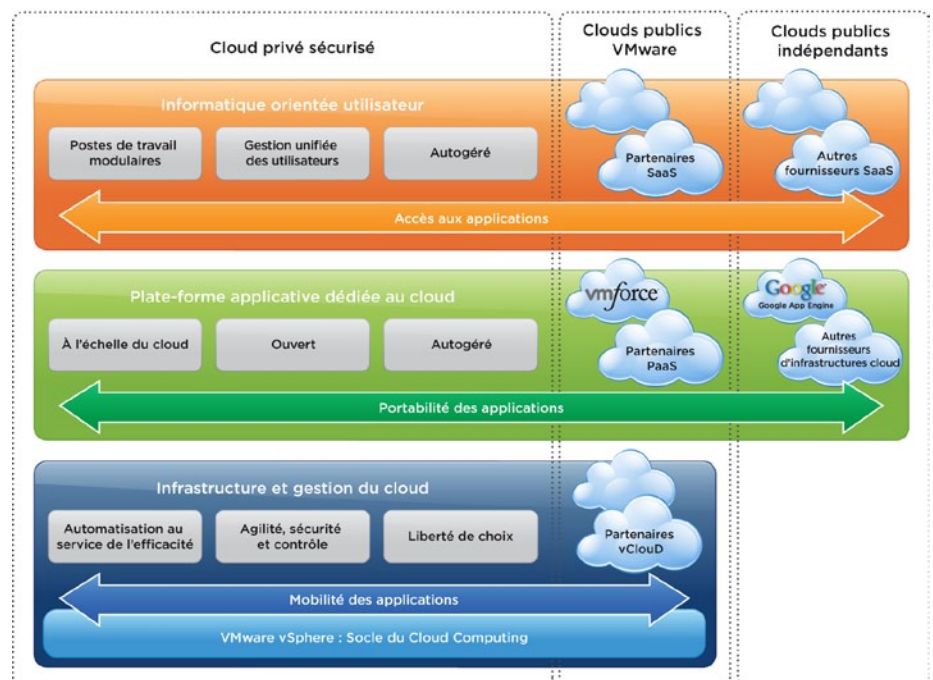 Cloud privé sécurisé
Clouds publics
VMware
Clouds publics
indépendants
Informatique orientée utilisateur
Postes de travail
modulaires
Gestion unifiée
des utilisateurs
Autogéré
Partenaires
SaaS
Autres
fournisseurs SaaS
Accès aux applications
Plate-forme applicative dédiée au cloud
À l'échelle du cloud
Ouvert
Autogéré
vmforce
Partenaires
PaaS
Google
Google App Engine
Autres
fournisseurs
d'infrastructures cloud
Portabilité des applications
Infrastructure et gestion du cloud
Automatisation au
service de l'efficacité
Agilité, sécurité
et contrôle
Liberté de choix
Partenaires
vClouD
Mobilité des applications
VMware vSphere : Socle du Cloud Computing